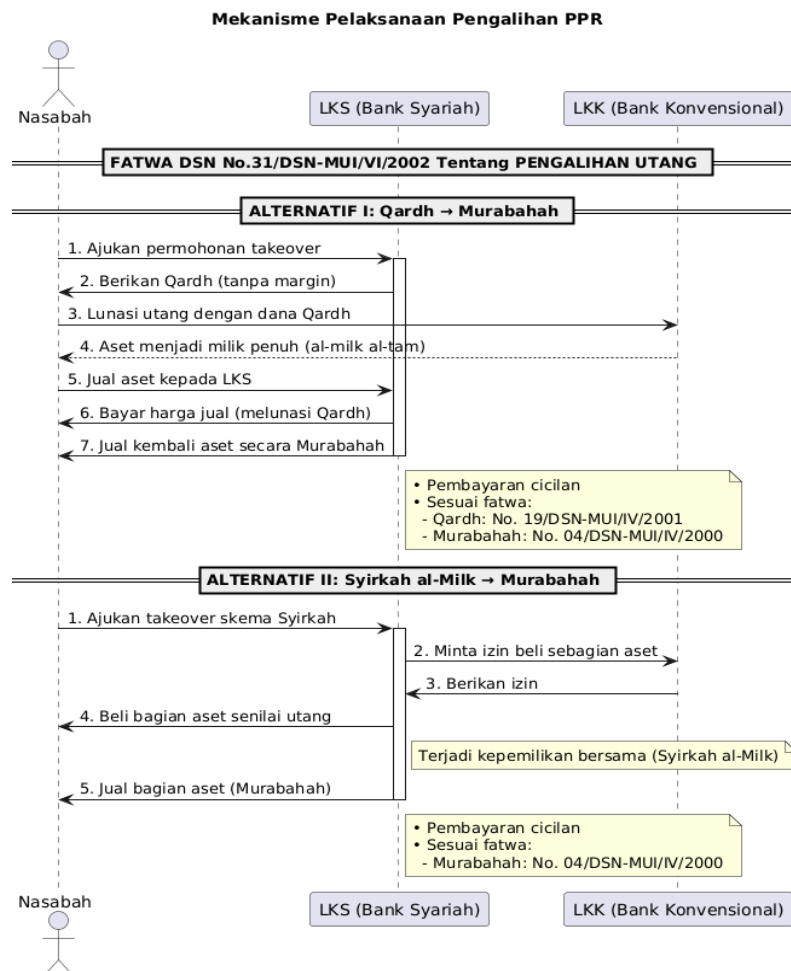 Mekanisme Pelaksanaan Pengalihan PPR
Nasabah
LKS (Bank Syariah)
LKK (Bank Konvensional)
FATWA DSN No.31/DSN-MUI/VI/2002 Tentang PENGALIHAN UTANG
ALTERNATIF I: Qardh → Murabahah
1. Ajukan permohonan takeover
2. Berikan Qardh (tanpa margin)
3. Lunasi utang dengan dana Qardh
4. Aset menjadi milik penuh (al-milk al-tam)
5. Jual aset kepada LKS
6. Bayar harga jual (melunasi Qardh)
7. Jual kembali aset secara Murabahah
• Pembayaran cicilan
• Sesuai fatwa:
- Qardh: No. 19/DSN-MUI/IV/2001
- Murabahah: No. 04/DSN-MUI/IV/2000
ALTERNATIF II: Syirkah al-Milk → Murabahah
1. Ajukan takeover skema Syirkah
2. Minta izin beli sebagian aset
3. Berikan izin
4. Beli bagian aset senilai utang
Terjadi kepemilikan bersama (Syirkah al-Milk)
5. Jual bagian aset (Murabahah)
• Pembayaran cicilan
• Sesuai fatwa:
- Murabahah: No. 04/DSN-MUI/IV/2000
Nasabah
LKS (Bank Syariah)
LKK (Bank Konvensional)